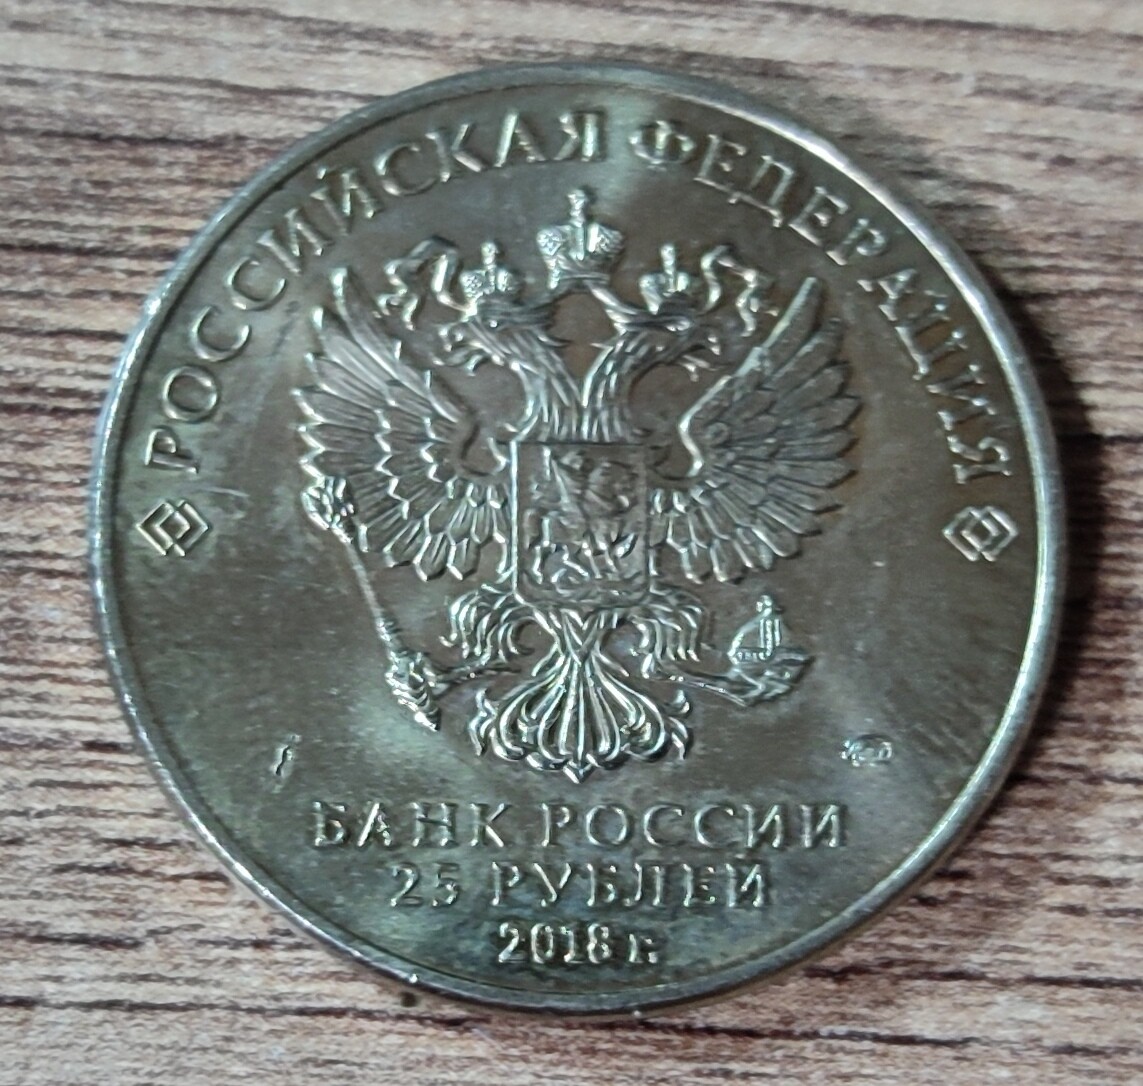 РОССИЙСКАЯ ФЕДЕРАЦИЯ
БАНК РОССИИ
25 РУБЛЕЙ
2018 г.